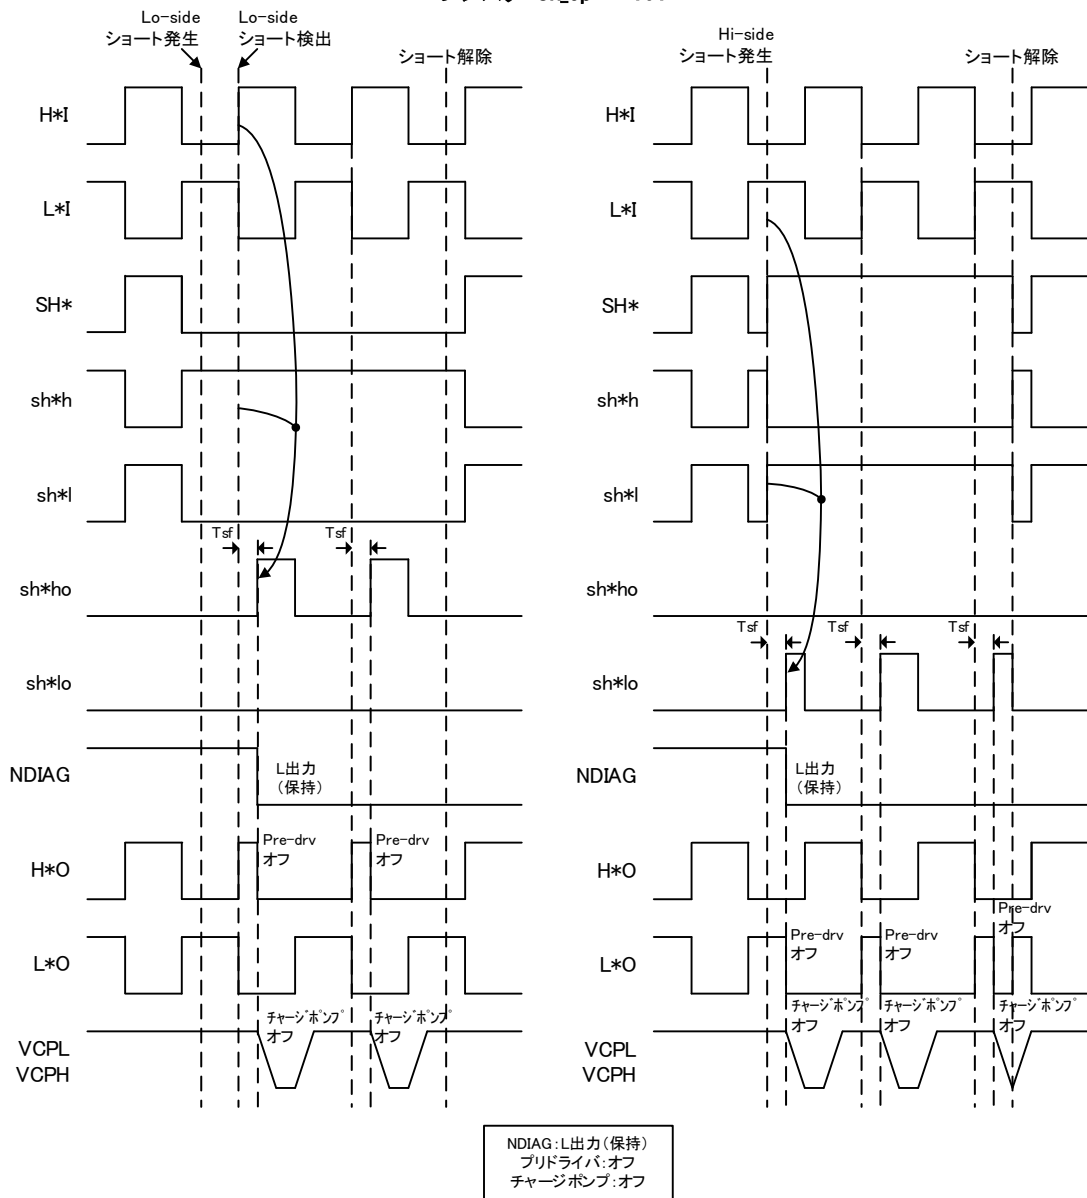 Lo-side
ショート発生
Lo-side
ショート検出
ショート解除
H*I
L*I
SH*
sh*h
sh*l
Tsf
Tsf
sh*ho
sh*lo
NDIAG
L出力
(保持)
Pre-drv
オフ
Pre-drv
オフ
H*O
L*O
チャージポンプ
オフ
チャージポンプ
オフ
VCPL
VCPH
Hi-side
ショート発生
ショート解除
H*I
L*I
SH*
sh*h
sh*l
sh*ho
Tsf
Tsf
Tsf
sh*lo
NDIAG
L出力
(保持)
H*O
Pre-drv
オフ
Pre-drv
オフ
Pre-drv
オフ
L*O
チャージポンプ
オフ
チャージポンプ
オフ
チャージポンプ
オフ
VCPL
VCPH
NDIAG:L出力(保持)
プリドライバ:オフ
チャージポンプ:オフ